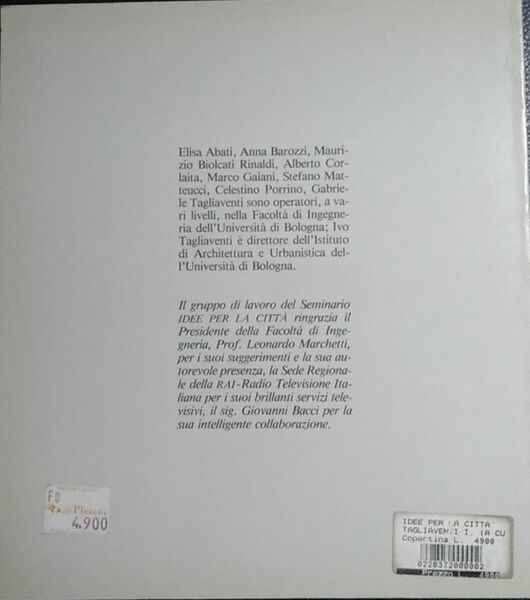 Elisa Abati, Anna Barozzi, Mauri-
zio Biolcati Rinaldi, Alberto Cor-
laita, Marco Gaiani, Stefano Mat-
teucci, Celestino Porrino, Gabrie-
le Tagliaventi sono operatori, a va-
ri livelli, nella Facoltà di Ingegne-
ria dell'Università di Bologna; Ivo
Tagliaventi è direttore dell'Istituto
di Architettura e Urbanistica del-
l'Università di Bologna.
Il gruppo di lavoro del Seminario
IDEE PER LA CITTÀ ringrazia il
Presidente della Facoltà di Inge-
gneria, Prof. Leonardo Marchetti,
per i suoi suggerimenti e la sua au-
torevole presenza, la Sede Regiona-
le della RAI-Radio Televisione Ita-
liana per i suoi brillanti servizi tele-
visivi, il sig. Giovanni Bacci per la
sua intelligente collaborazione.
FU
Pleiadi
4.900
IDEE PER LA CITTA'
TAGLIAVENTI I. (A CU
Copertina L. 4900
0228372000002
Prezzo L. 4900